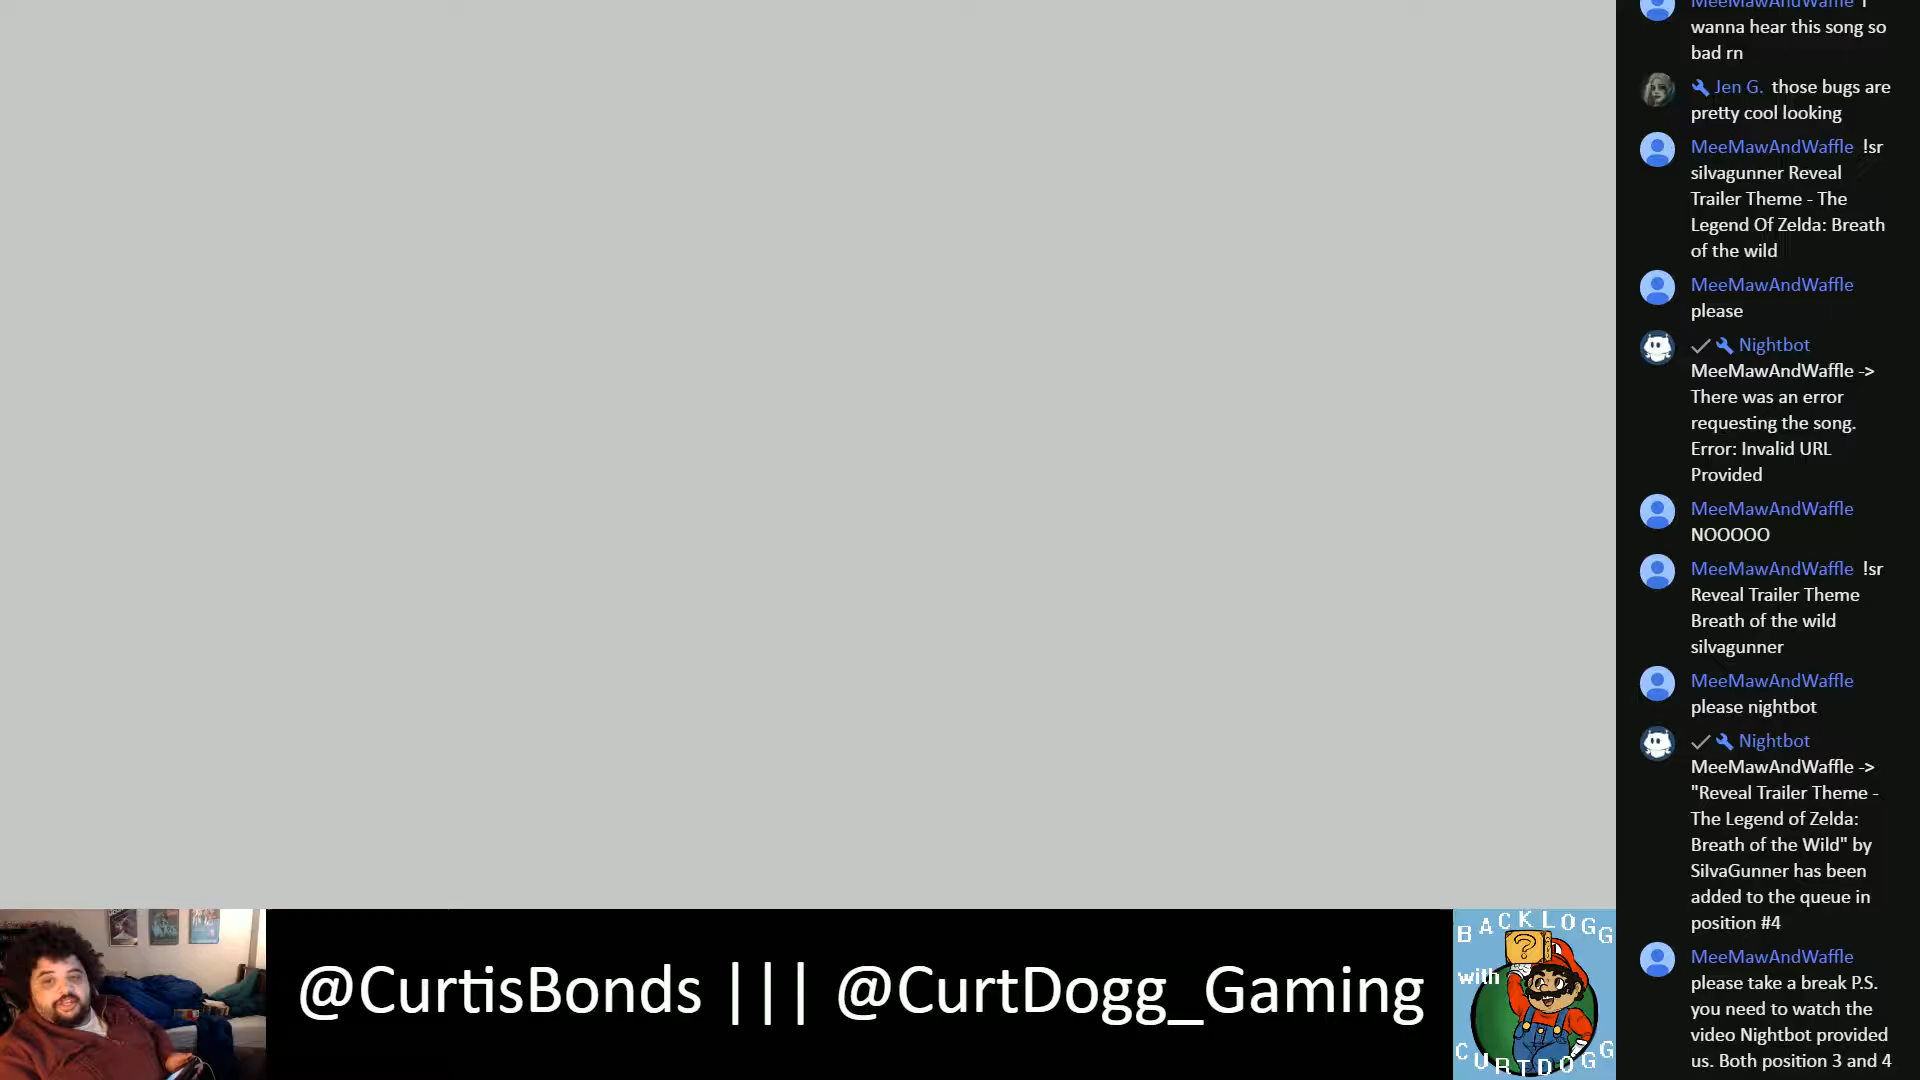 MeeMawAndWaffle I
wanna hear this song so
bad rn
Jen G. those bugs are
pretty cool looking
MeeMawAndWaffle !sr
silvagunner Reveal
Trailer Theme - The
Legend Of Zelda: Breath
of the wild
MeeMawAndWaffle
please
Nightbot
MeeMawAndWaffle ->
There was an error
requesting the song.
Error: Invalid URL
Provided
MeeMawAndWaffle
NOOOOO
MeeMawAndWaffle !sr
Reveal Trailer Theme
Breath of the wild
silvagunner
MeeMawAndWaffle
please nightbot
Nightbot
MeeMawAndWaffle ->
"Reveal Trailer Theme -
The Legend of Zelda:
Breath of the Wild" by
SilvaGunner has been
added to the queue in
position #4
MeeMawAndWaffle
please take a break P.S.
you need to watch the
video Nightbot provided
us. Both position 3 and 4
@CurtisBonds ||| @CurtDogg_Gaming
BACKLOGG
?
with
CURTDOGG